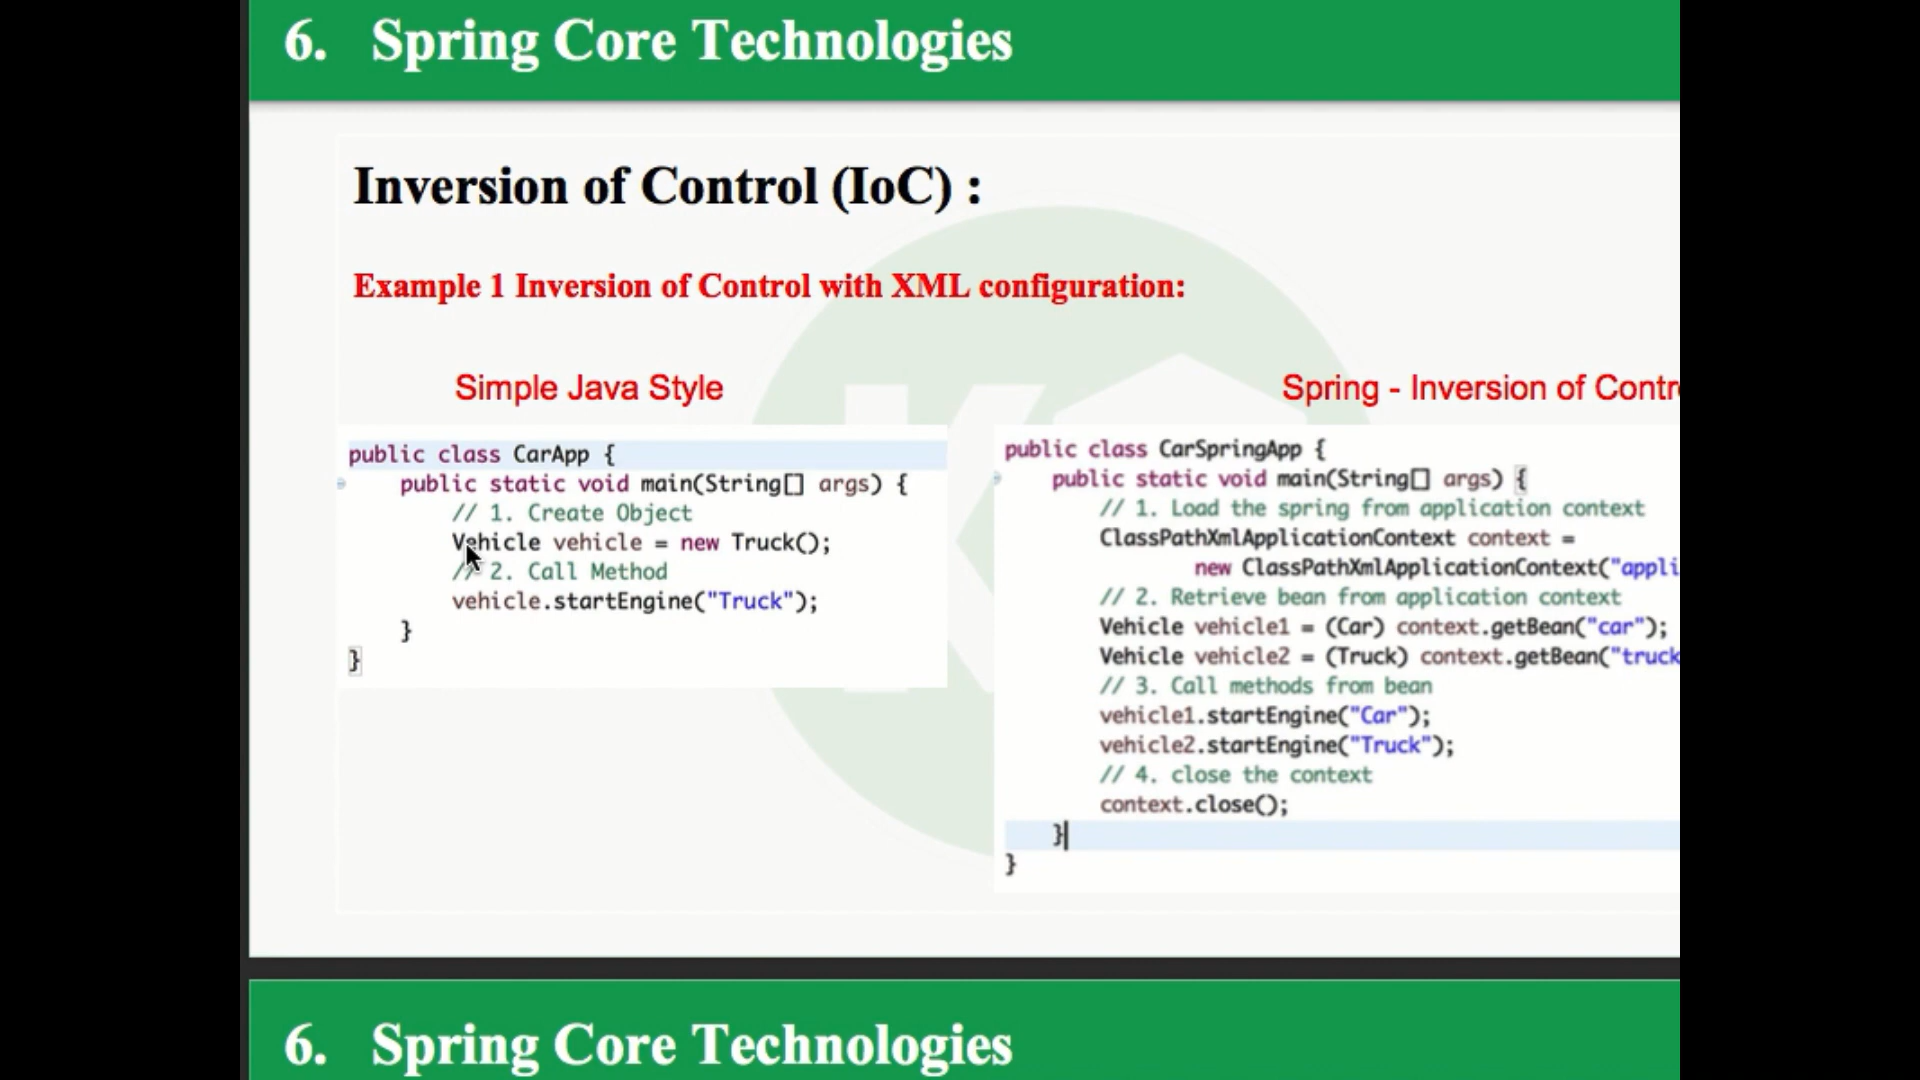 6. Spring Core Technologies
Inversion of Control (IoC) :
Example 1 Inversion of Control with XML configuration:
Simple Java Style
public class CarApp {
public static void main(String[] args) {
// 1. Create Object
Vehicle vehicle = new Truck();
// 2. Call Method
vehicle.startEngine("Truck");
}
}
Spring - Inversion of Contr
public class CarSpringApp {
public static void main(String[] args) {
// 1. Load the spring from application context
ClassPathXmlApplicationContext context =
new ClassPathXmlApplicationContext("appli
// 2. Retrieve bean from application context
Vehicle vehicle1 = (Car) context.getBean("car");
Vehicle vehicle2 = (Truck) context.getBean("truck
// 3. Call methods from bean
vehicle1.startEngine("Car");
vehicle2.startEngine("Truck");
// 4. close the context
context.close();
}
}
6. Spring Core Technologies